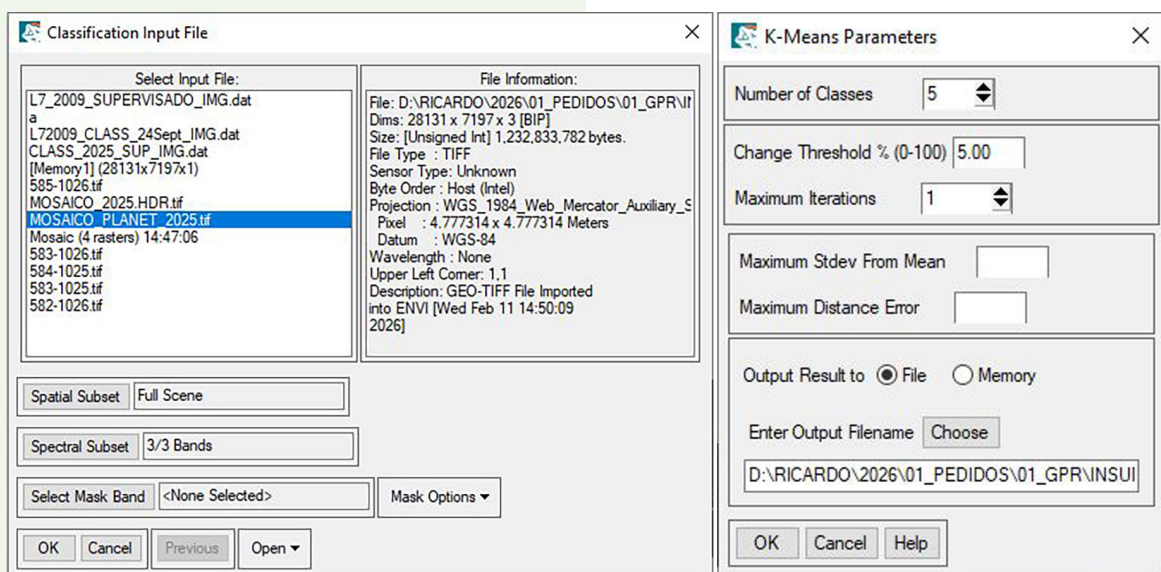 Classification Input File
Select Input File:
L7_2009_SUPERVISADO_IMG.dat
a
L72009_CLASS_24Sept_IMG.dat
CLASS_2025_SUP_IMG.dat
[Memory1] (28131x7197x1)
585-1026.tif
MOSAICO_2025.HDR.tif
MOSAICO_PLANET_2025.tif
Mosaic (4 rasters) 14:47:06
583-1026.tif
584-1025.tif
583-1025.tif
582-1026.tif
File Information:
File: D:\RICARDO\2026\01_PEDIDOS\01_GPR\IN
Dims: 28131 x 7197 x 3 [BIP]
Size: [Unsigned Int] 1,232,833,782 bytes.
File Type : TIFF
Sensor Type: Unknown
Byte Order : Host (Intel)
Projection : WGS_1984_Web_Mercator_Auxiliary_S
Pixel : 4.777314 x 4.777314 Meters
Datum : WGS-84
Wavelength : None
Upper Left Corner: 1,1
Description: GEO-TIFF File Imported
into ENVI [Wed Feb 11 14:50:09
2026]
Spatial Subset Full Scene
Spectral Subset 3/3 Bands
Select Mask Band <None Selected> Mask Options
OK Cancel Previous Open
K-Means Parameters
Number of Classes 5
Change Threshold % (0-100) 5.00
Maximum Iterations 1
Maximum Stdev From Mean
Maximum Distance Error
Output Result to File Memory
Enter Output Filename Choose
D:\RICARDO\2026\01_PEDIDOS\01_GPR\INSUI
OK Cancel Help